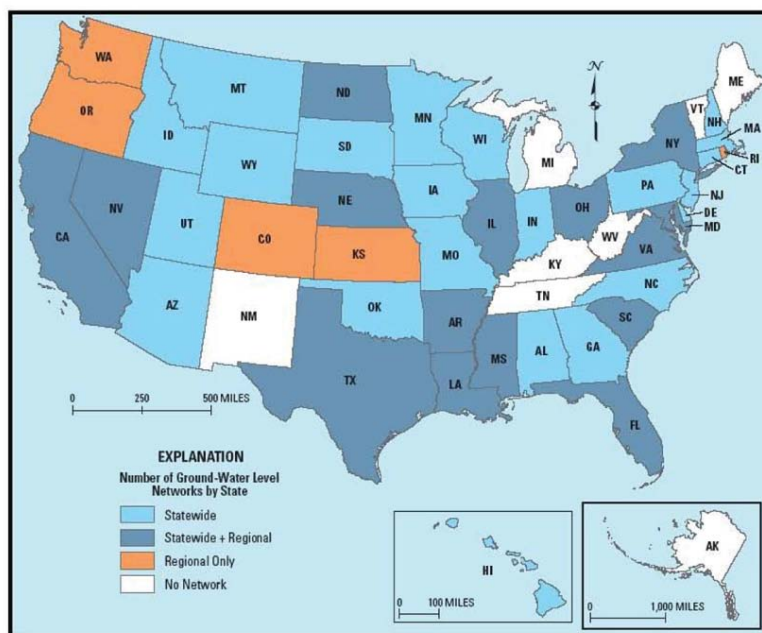 WA
OR
ID
MT
WY
NV
CA
UT
AZ
CO
NM
ND
SD
NE
KS
OK
TX
MN
IA
MO
AR
LA
WI
IL
IN
MI
OH
KY
TN
MS
AL
GA
FL
SC
NC
VA
WV
PA
NY
VT
NH
ME
MA
RI
CT
NJ
DE
MD
N
0 250 500 MILES
EXPLANATION
Number of Ground-Water Level
Networks by State
Statewide
Statewide + Regional
Regional Only
No Network
HI
0 100 MILES
AK
0 1,000 MILES